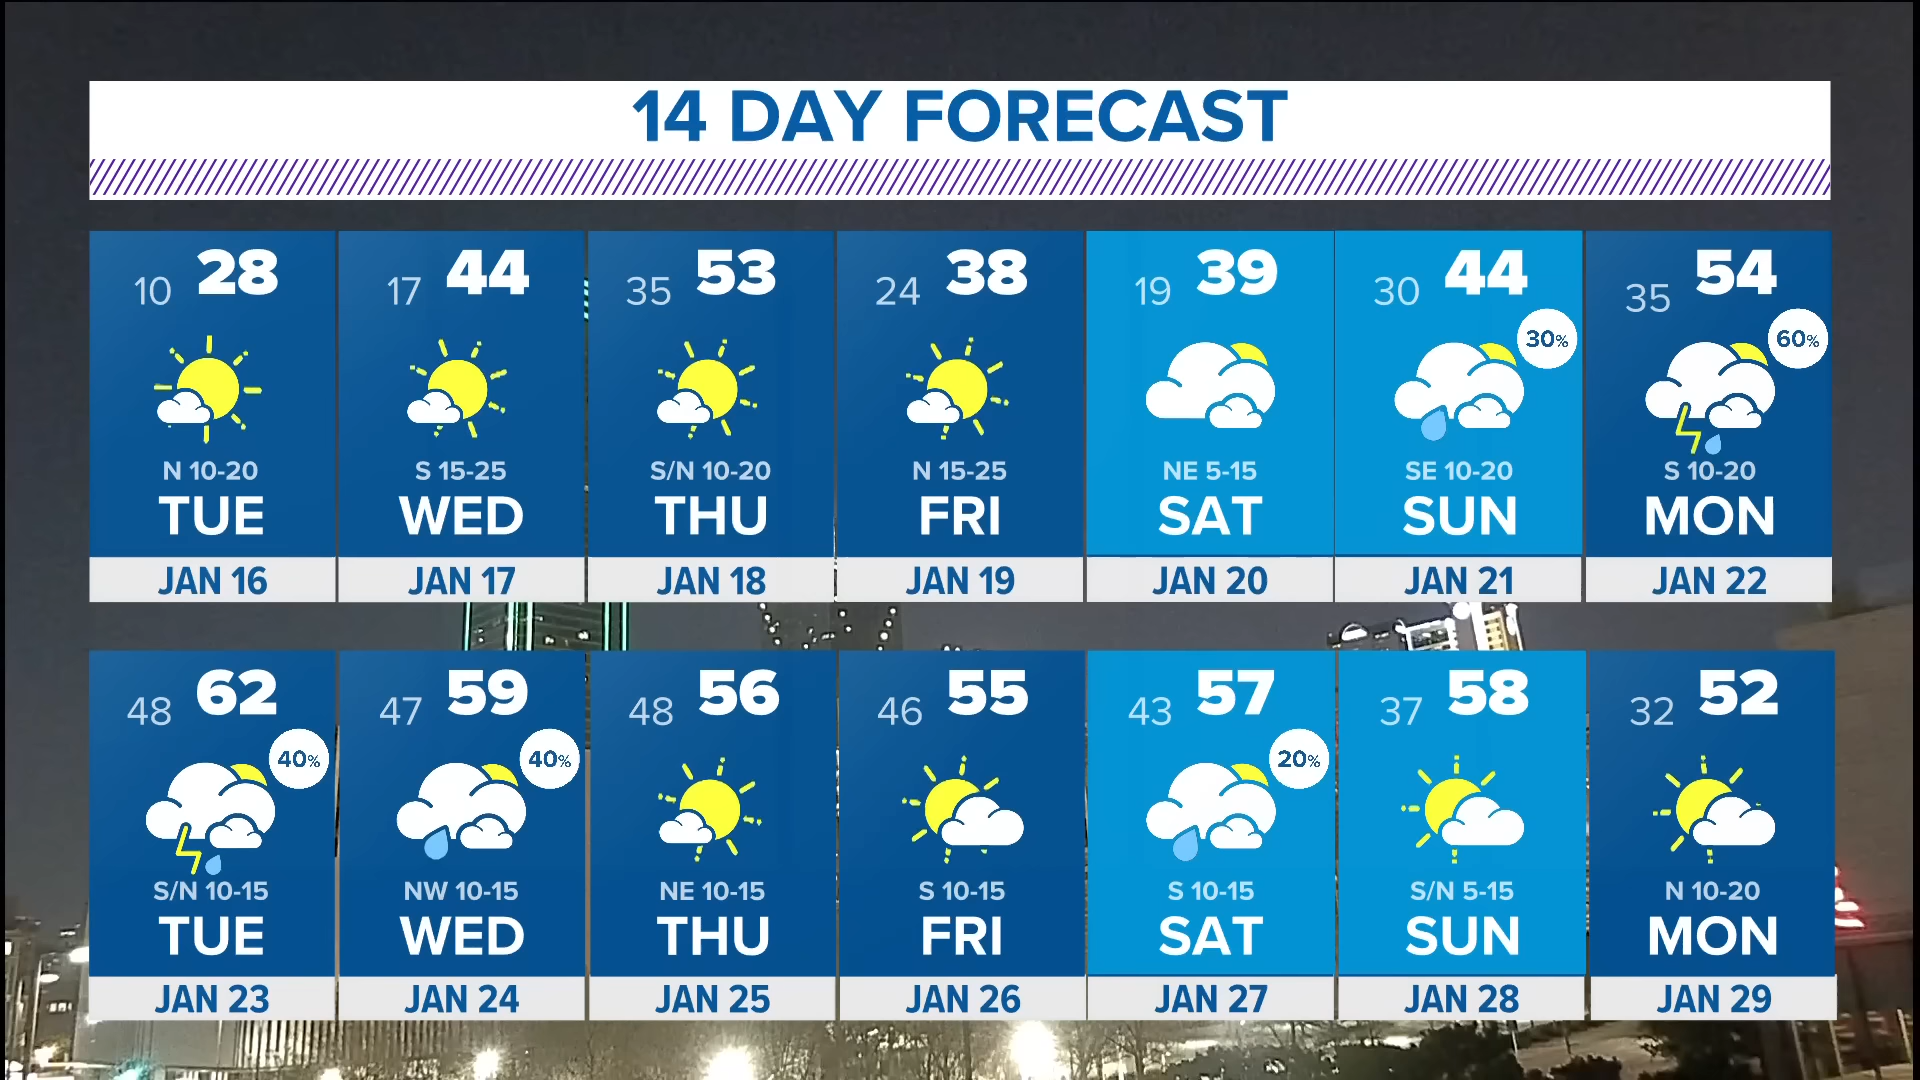 14 DAY FORECAST
10 28
N 10-20
TUE
JAN 16
17 44
S 15-25
WED
JAN 17
35 53
S/N 10-20
THU
JAN 18
24 38
N 15-25
FRI
JAN 19
19 39
NE 5-15
SAT
JAN 20
30 44
30%
SE 10-20
SUN
JAN 21
35 54
60%
S 10-20
MON
JAN 22
48 62
40%
S/N 10-15
TUE
JAN 23
47 59
40%
NW 10-15
WED
JAN 24
48 56
NE 10-15
THU
JAN 25
46 55
S 10-15
FRI
JAN 26
43 57
20%
S 10-15
SAT
JAN 27
37 58
S/N 5-15
SUN
JAN 28
32 52
N 10-20
MON
JAN 29